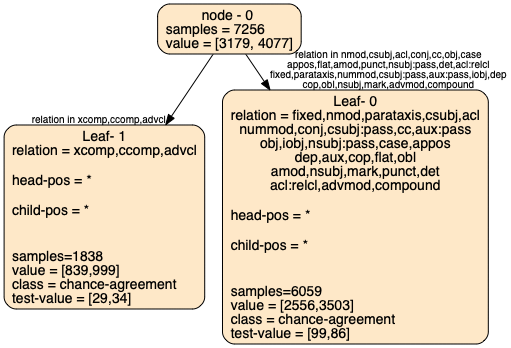 node - 0
samples = 7256
value = [3179, 4077]
relation in nmod,csubj,acl,conj,cc,obj,case
appos,flat,amod,punct,nsubj:pass,det,acl:relcl
fixed,parataxis,nummod,csubj:pass,aux:pass,iobj,dep
cop,obl,nsubj,mark,advmod,compound
relation in xcomp,ccomp,advcl
Leaf- 1
relation = xcomp,ccomp,advcl
head-pos = *
child-pos = *
samples=1838
value = [839,999]
class = chance-agreement
test-value = [29,34]
Leaf- 0
relation = fixed,nmod,parataxis,csubj,acl
nummod,conj,csubj:pass,cc,aux:pass
obj,iobj,nsubj:pass,case,appos
dep,aux,cop,flat,obl
amod,nsubj,mark,punct,det
acl:relcl,advmod,compound
head-pos = *
child-pos = *
samples=6059
value = [2556,3503]
class = chance-agreement
test-value = [99,86]